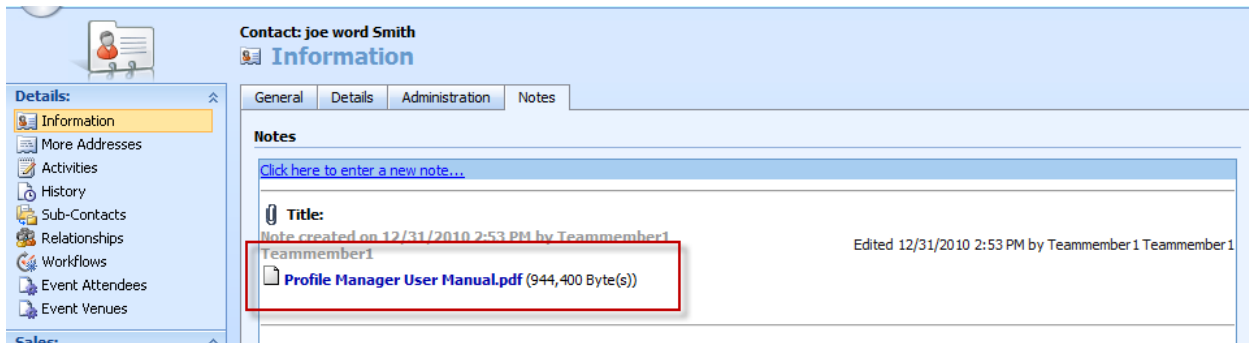 Contact: joe word Smith
Information
Details:
Information
More Addresses
Activities
History
Sub-Contacts
Relationships
Workflows
Event Attendees
Event Venues
Sales:
General Details Administration Notes
Notes
Click here to enter a new note...
Title:
Note created on 12/31/2010 2:53 PM by Teammember1
Teammember1
Edited 12/31/2010 2:53 PM by Teammember1 Teammember1
Profile Manager User Manual.pdf (944,400 Byte(s))